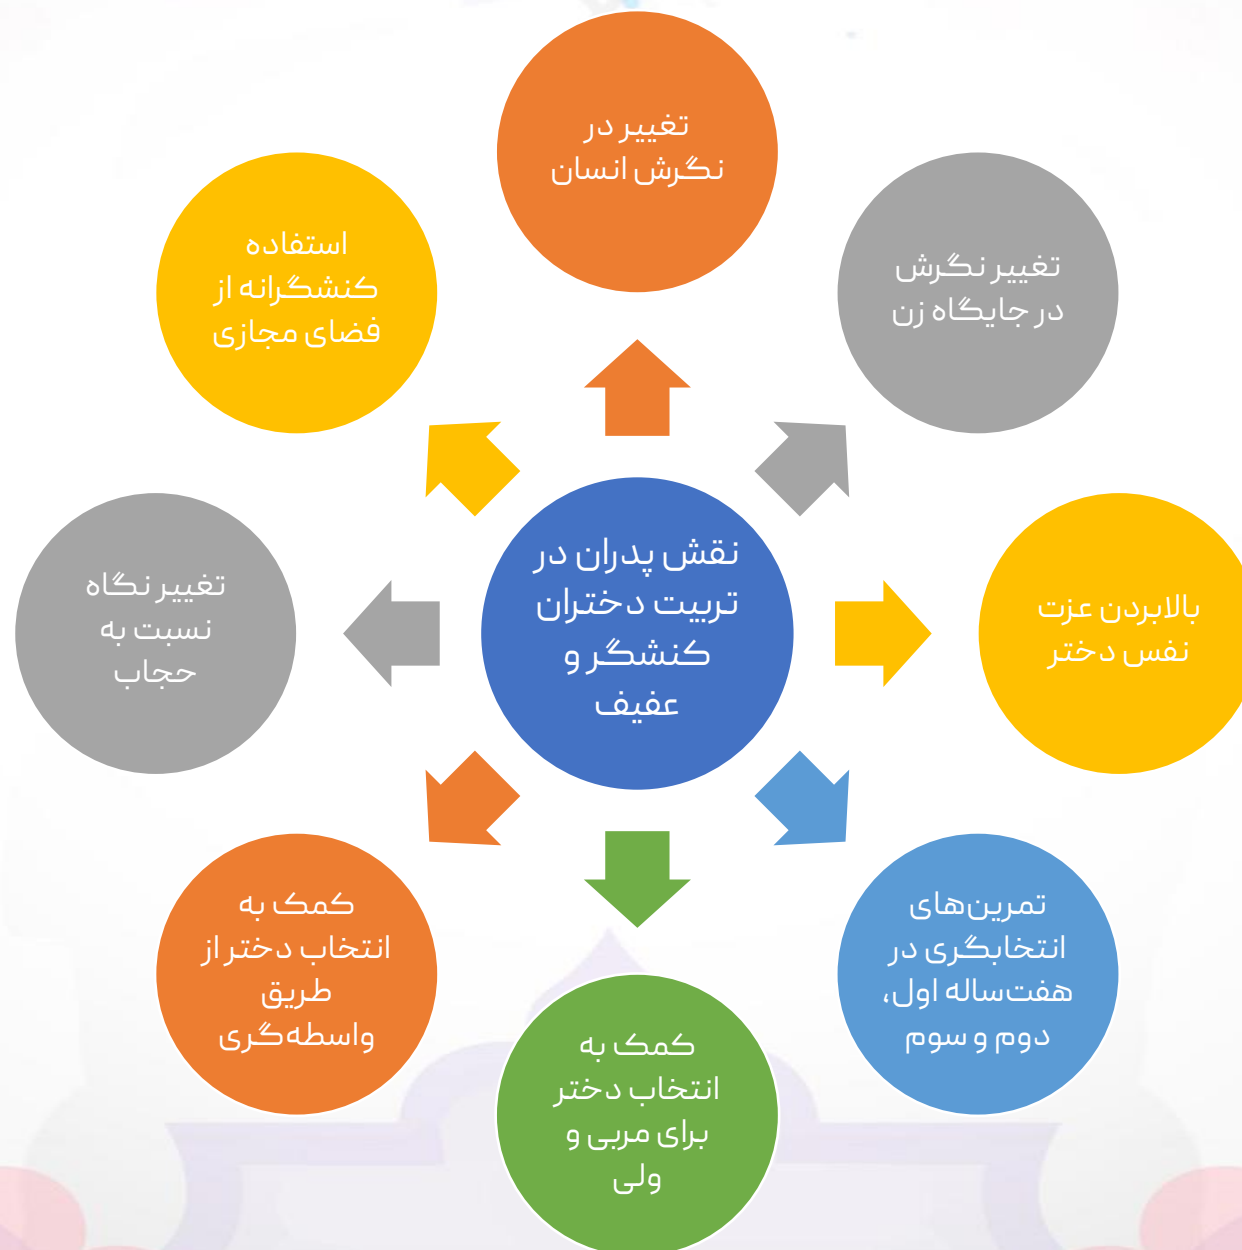 تغییر در
نگرش انسان
تغییر نگرش
در جایگاه زن
بالابردن عزت
نفس دختر
تمرین‌های
انتخابگری در
هفت‌ساله اول،
دوم و سوم
کمک به
انتخاب دختر
برای مربی و
ولی
کمک به
انتخاب دختر از
طریق
واسطه‌گری
تغییر نگاه
نسبت به
حجاب
استفاده
کنشگرانه از
فضای مجازی
نقش پدران در
تربیت دختران
کنشگر و
عفیف